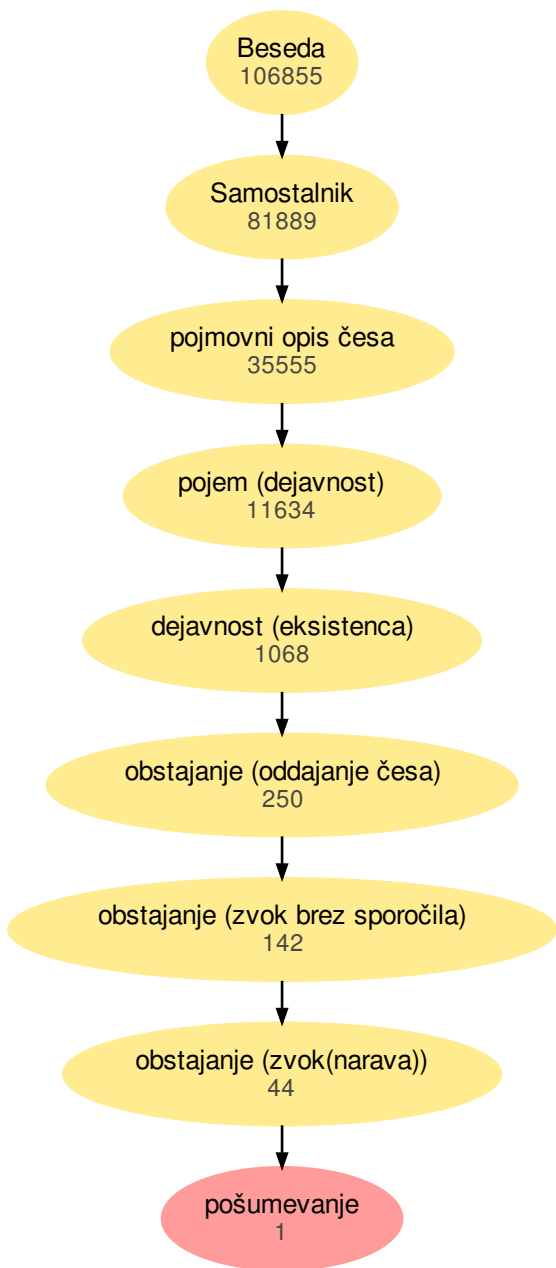 Beseda
106855
Samostalnik
81889
pojmovni opis česa
35555
pojem (dejavnost)
11634
dejavnost (eksistenca)
1068
obstajanje (oddajanje česa)
250
obstajanje (zvok brez sporočila)
142
obstajanje (zvok(narava))
44
pošumevanje
1